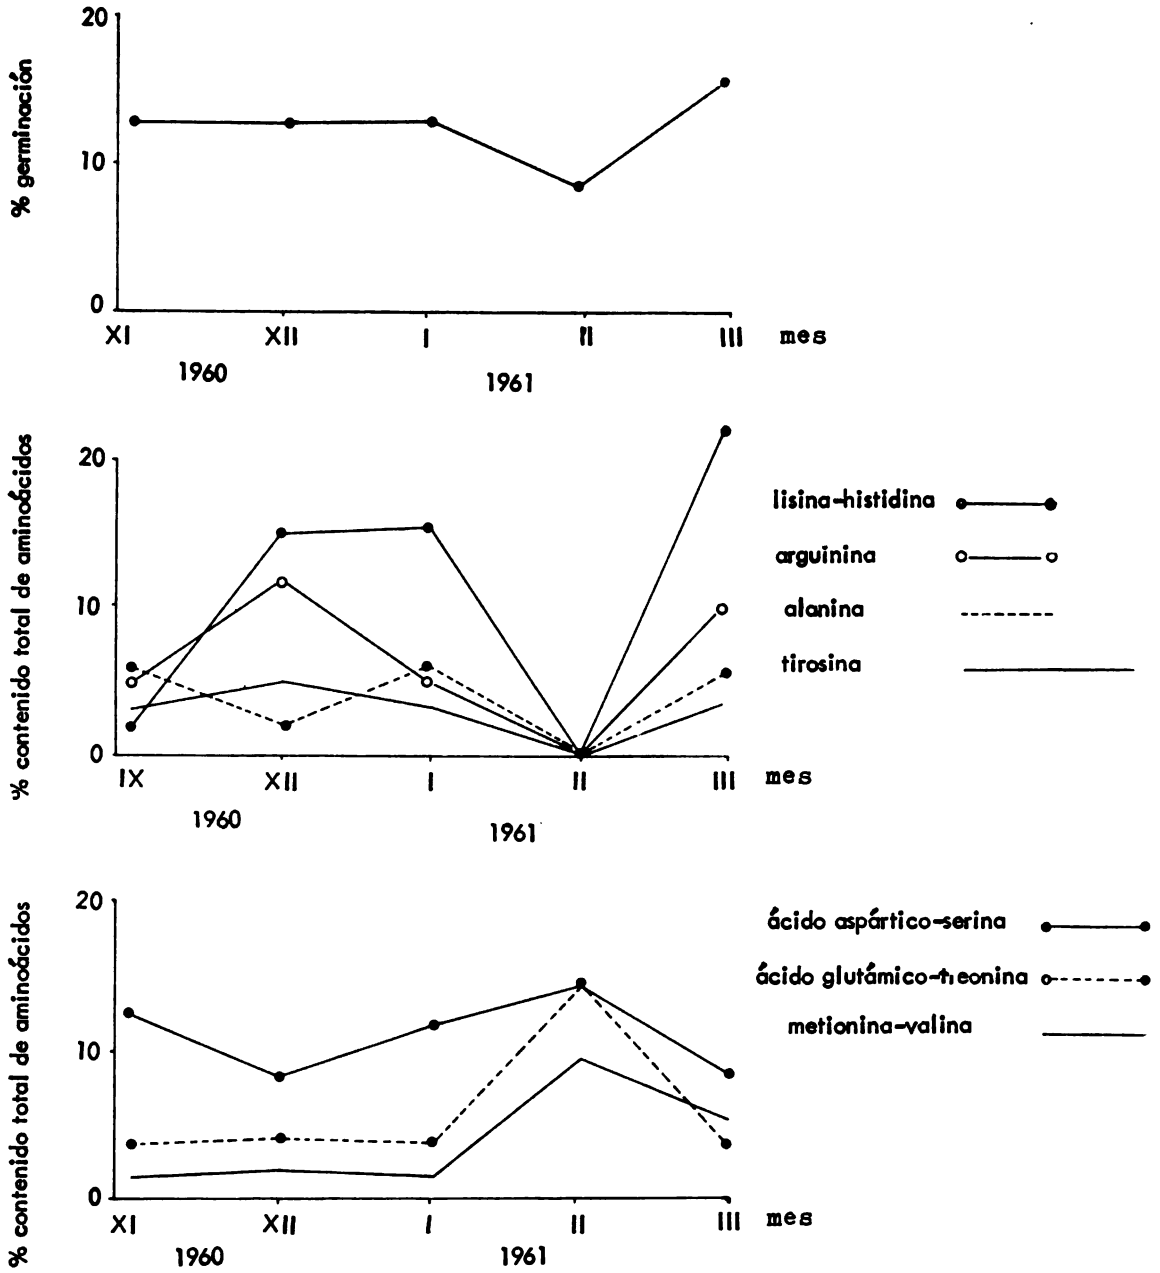 % germinación
20
10
0
XI XII I II III mes
1960 1961
% contenido total de aminoácidos
20
10
0
IX XII I II III mes
1960 1961
lisina-histidina
arguinina
alanina
tirosina
% contenido total de aminoácidos
20
10
0
XI XII I II III mes
1960 1961
ácido aspártico-serina
ácido glutámico-treonina
metionina-valina